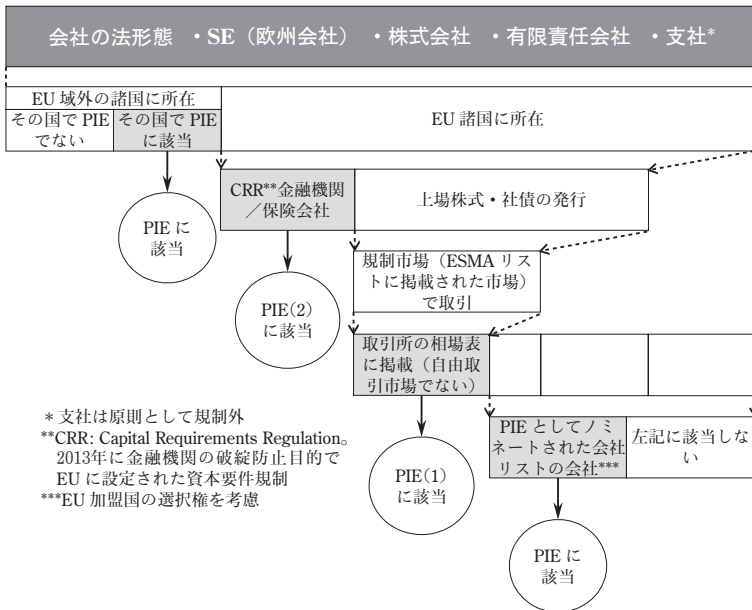 会社の法形態 ・SE（欧州会社） ・株式会社 ・有限責任会社 ・支社*
EU 域外の諸国に所在
その国で PIE
でない
その国で PIE
に該当
EU 諸国に所在
PIE に
該当
CRR**金融機関
／保険会社
上場株式・社債の発行
PIE(2)
に該当
規制市場（ESMA リス
トに掲載された市場）
で取引
取引所の相場表
に掲載（自由取
引市場でない）
PIE(1)
に該当
PIE としてノミ
ネートされた会社
リストの会社***
左記に該当しな
い
PIE に
該当
* 支社は原則として規制外
**CRR: Capital Requirements Regulation。
2013年に金融機関の破綻防止目的で
EU に設定された資本要件規制
***EU 加盟国の選択権を考慮